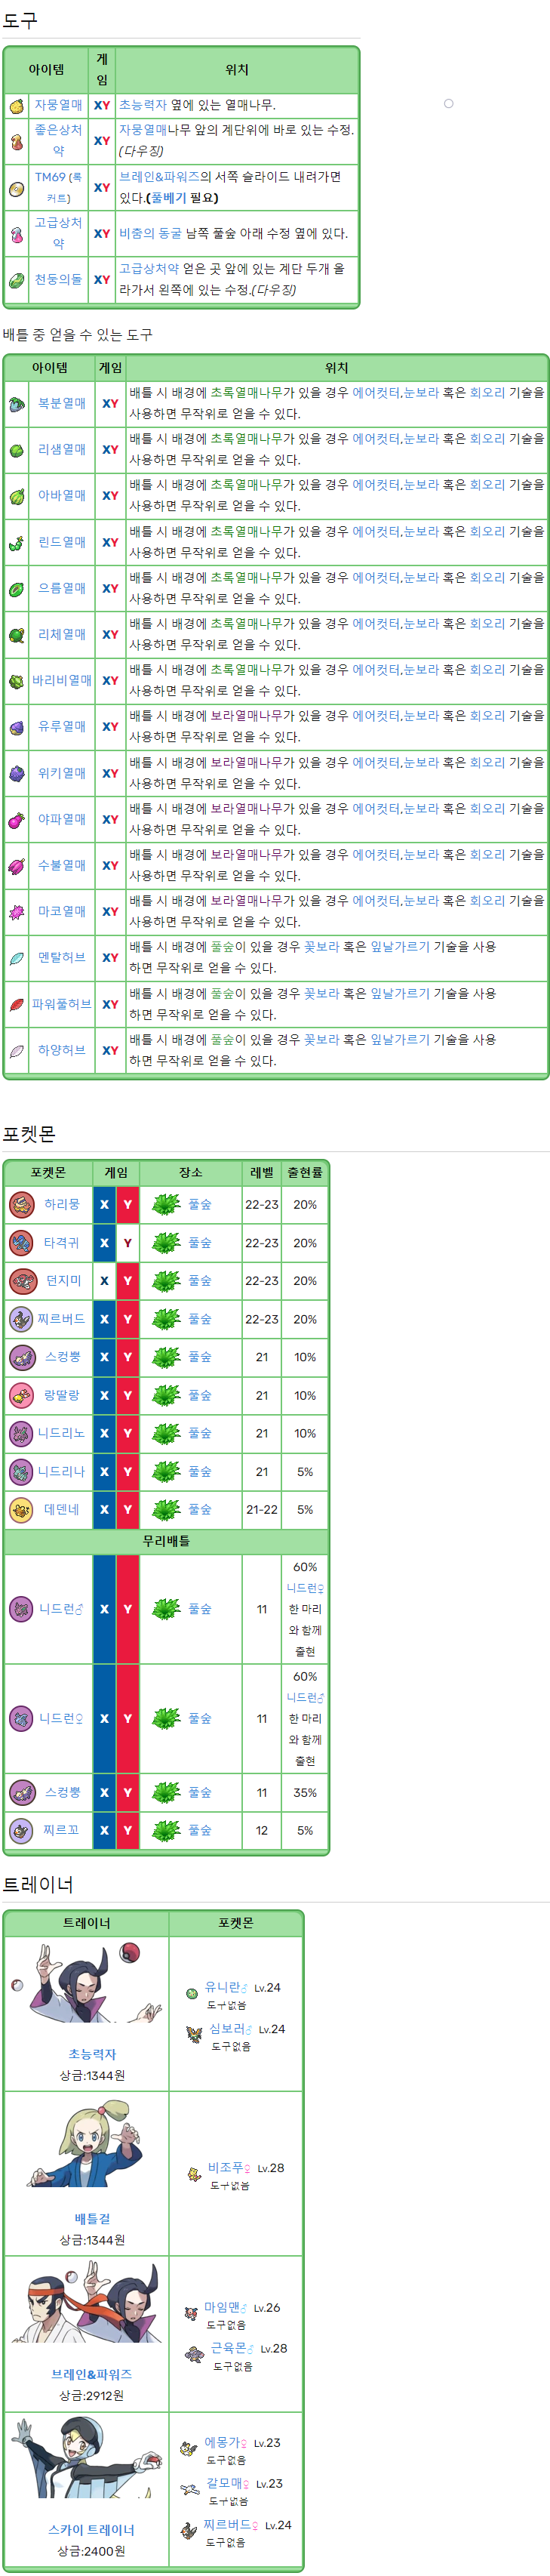 도구
아이템 게임 위치
자뭉열매 XY 초능력자 옆에 있는 열매나무.
좋은상처약 XY 자뭉열매나무 앞의 계단위에 바로 있는 수정.
(다우징)
TM69 (록커트) XY 브레인&파워즈의 서쪽 슬라이드 내려가면
있다.(풀베기 필요)
고급상처약 XY 비춤의 동굴 남쪽 풀숲 아래 수정 옆에 있다.
천둥의돌 XY 고급상처약 얻은 곳 앞에 있는 계단 두개 올
라가서 왼쪽에 있는 수정.(다우징)
배틀 중 얻을 수 있는 도구
아이템 게임 위치
복분열매 XY 배틀 시 배경에 초록열매나무가 있을 경우 에어컷터,눈보라 혹은 회오리 기술을
사용하면 무작위로 얻을 수 있다.
리샘열매 XY 배틀 시 배경에 초록열매나무가 있을 경우 에어컷터,눈보라 혹은 회오리 기술을
사용하면 무작위로 얻을 수 있다.
아바열매 XY 배틀 시 배경에 초록열매나무가 있을 경우 에어컷터,눈보라 혹은 회오리 기술을
사용하면 무작위로 얻을 수 있다.
린드열매 XY 배틀 시 배경에 초록열매나무가 있을 경우 에어컷터,눈보라 혹은 회오리 기술을
사용하면 무작위로 얻을 수 있다.
으름열매 XY 배틀 시 배경에 초록열매나무가 있을 경우 에어컷터,눈보라 혹은 회오리 기술을
사용하면 무작위로 얻을 수 있다.
리체열매 XY 배틀 시 배경에 초록열매나무가 있을 경우 에어컷터,눈보라 혹은 회오리 기술을
사용하면 무작위로 얻을 수 있다.
바리비열매 XY 배틀 시 배경에 초록열매나무가 있을 경우 에어컷터,눈보라 혹은 회오리 기술을
사용하면 무작위로 얻을 수 있다.
유루열매 XY 배틀 시 배경에 보라열매나무가 있을 경우 에어컷터,눈보라 혹은 회오리 기술을
사용하면 무작위로 얻을 수 있다.
위키열매 XY 배틀 시 배경에 보라열매나무가 있을 경우 에어컷터,눈보라 혹은 회오리 기술을
사용하면 무작위로 얻을 수 있다.
야파열매 XY 배틀 시 배경에 보라열매나무가 있을 경우 에어컷터,눈보라 혹은 회오리 기술을
사용하면 무작위로 얻을 수 있다.
수불열매 XY 배틀 시 배경에 보라열매나무가 있을 경우 에어컷터,눈보라 혹은 회오리 기술을
사용하면 무작위로 얻을 수 있다.
마코열매 XY 배틀 시 배경에 보라열매나무가 있을 경우 에어컷터,눈보라 혹은 회오리 기술을
사용하면 무작위로 얻을 수 있다.
멘탈허브 XY 배틀 시 배경에 풀숲이 있을 경우 꽃보라 혹은 잎날가르기 기술을 사용
하면 무작위로 얻을 수 있다.
파워풀허브 XY 배틀 시 배경에 풀숲이 있을 경우 꽃보라 혹은 잎날가르기 기술을 사용
하면 무작위로 얻을 수 있다.
하양허브 XY 배틀 시 배경에 풀숲이 있을 경우 꽃보라 혹은 잎날가르기 기술을 사용
하면 무작위로 얻을 수 있다.
포켓몬
포켓몬 게임 장소 레벨 출현률
하리뭉 X Y 풀숲 22-23 20%
타격귀 X Y 풀숲 22-23 20%
던지미 X Y 풀숲 22-23 20%
찌르버드 X Y 풀숲 22-23 20%
스컹뿡 X Y 풀숲 21 10%
랑딸랑 X Y 풀숲 21 10%
니드리노 X Y 풀숲 21 10%
니드리나 X Y 풀숲 21 5%
데덴네 X Y 풀숲 21-22 5%
무리배틀
니드런♂ X Y 풀숲 11 60%
니드런♀
한 마리
와 함께
출현
니드런♀ X Y 풀숲 11 60%
니드런♂
한 마리
와 함께
출현
스컹뿡 X Y 풀숲 11 35%
찌르꼬 X Y 풀숲 12 5%
트레이너
트레이너 포켓몬
유니란♂ Lv.24
도구없음
심보러♂ Lv.24
도구없음
초능력자
상금:1344원
비조푸♀ Lv.28
도구없음
배틀걸
상금:1344원
마임맨♂ Lv.26
도구없음
근육몬♂ Lv.28
도구없음
브레인&파워즈
상금:2912원
에몽가♀ Lv.23
도구없음
갈모매♀ Lv.23
도구없음
찌르버드♀ Lv.24
도구없음
스카이 트레이너
상금:2400원